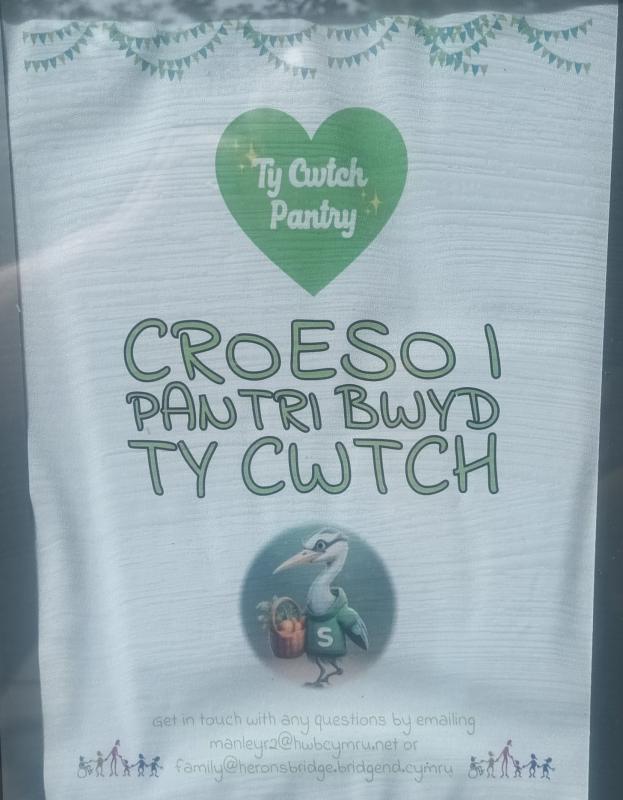 Ty Cwtch
Pantry
CROESO I
PANTRI BWYD
TY CWTCH
S
Get in touch with any questions by emailing
manleyr2@hwbcymru.net or
family@heronsbridge.bridgend.cymru